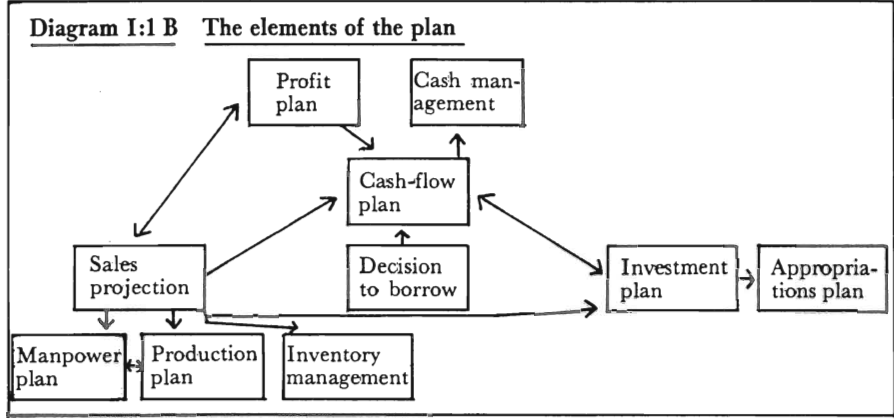 Diagram I:1 B The elements of the plan
Profit
plan
Cash man-
agement
Cash-flow
plan
Sales
projection
Decision
to borrow
Investment
plan
Appropria-
tions plan
Manpower
plan
Production
plan
Inventory
management